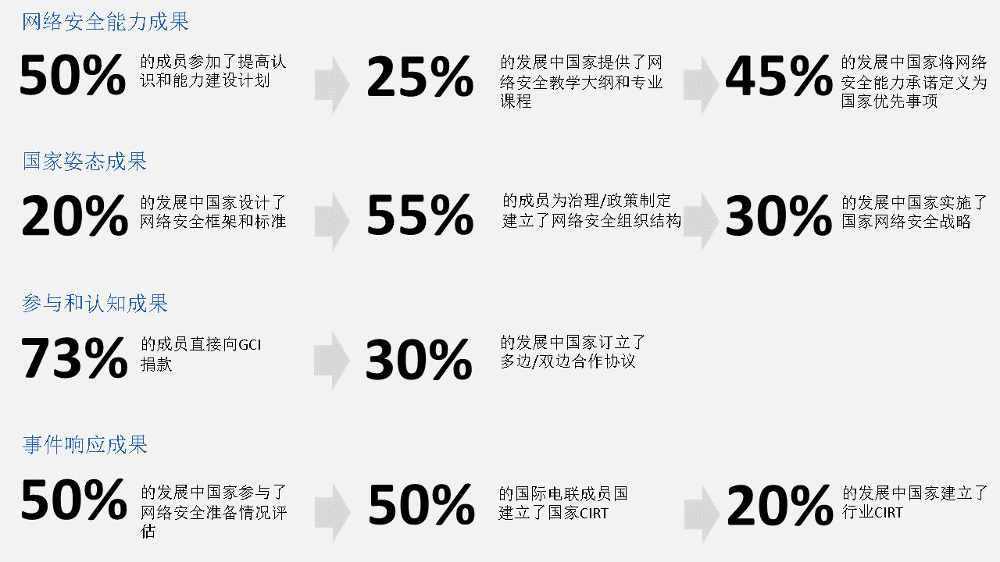 网络安全能力成果
50%
的成员参加了提高认
识和能力建设计划
25%
的发展中国家提供了网
络安全教学大纲和专业
课程
45%
的发展中国家将网络
安全能力承诺定义为
国家优先事项
国家姿态成果
20%
的发展中国家设计了
网络安全框架和标准
55%
的成员为治理/政策制定
建立了网络安全组织结构
30%
的发展中国家实施了
国家网络安全战略
参与和认知成果
73%
的成员直接向GCI
捐款
30%
的发展中国家订立了
多边/双边合作协议
事件响应成果
50%
的发展中国家参与了
网络安全准备情况评
估
50%
的国际电联成员国
建立了国家CIRT
20%
的发展中国家建立了
行业CIRT